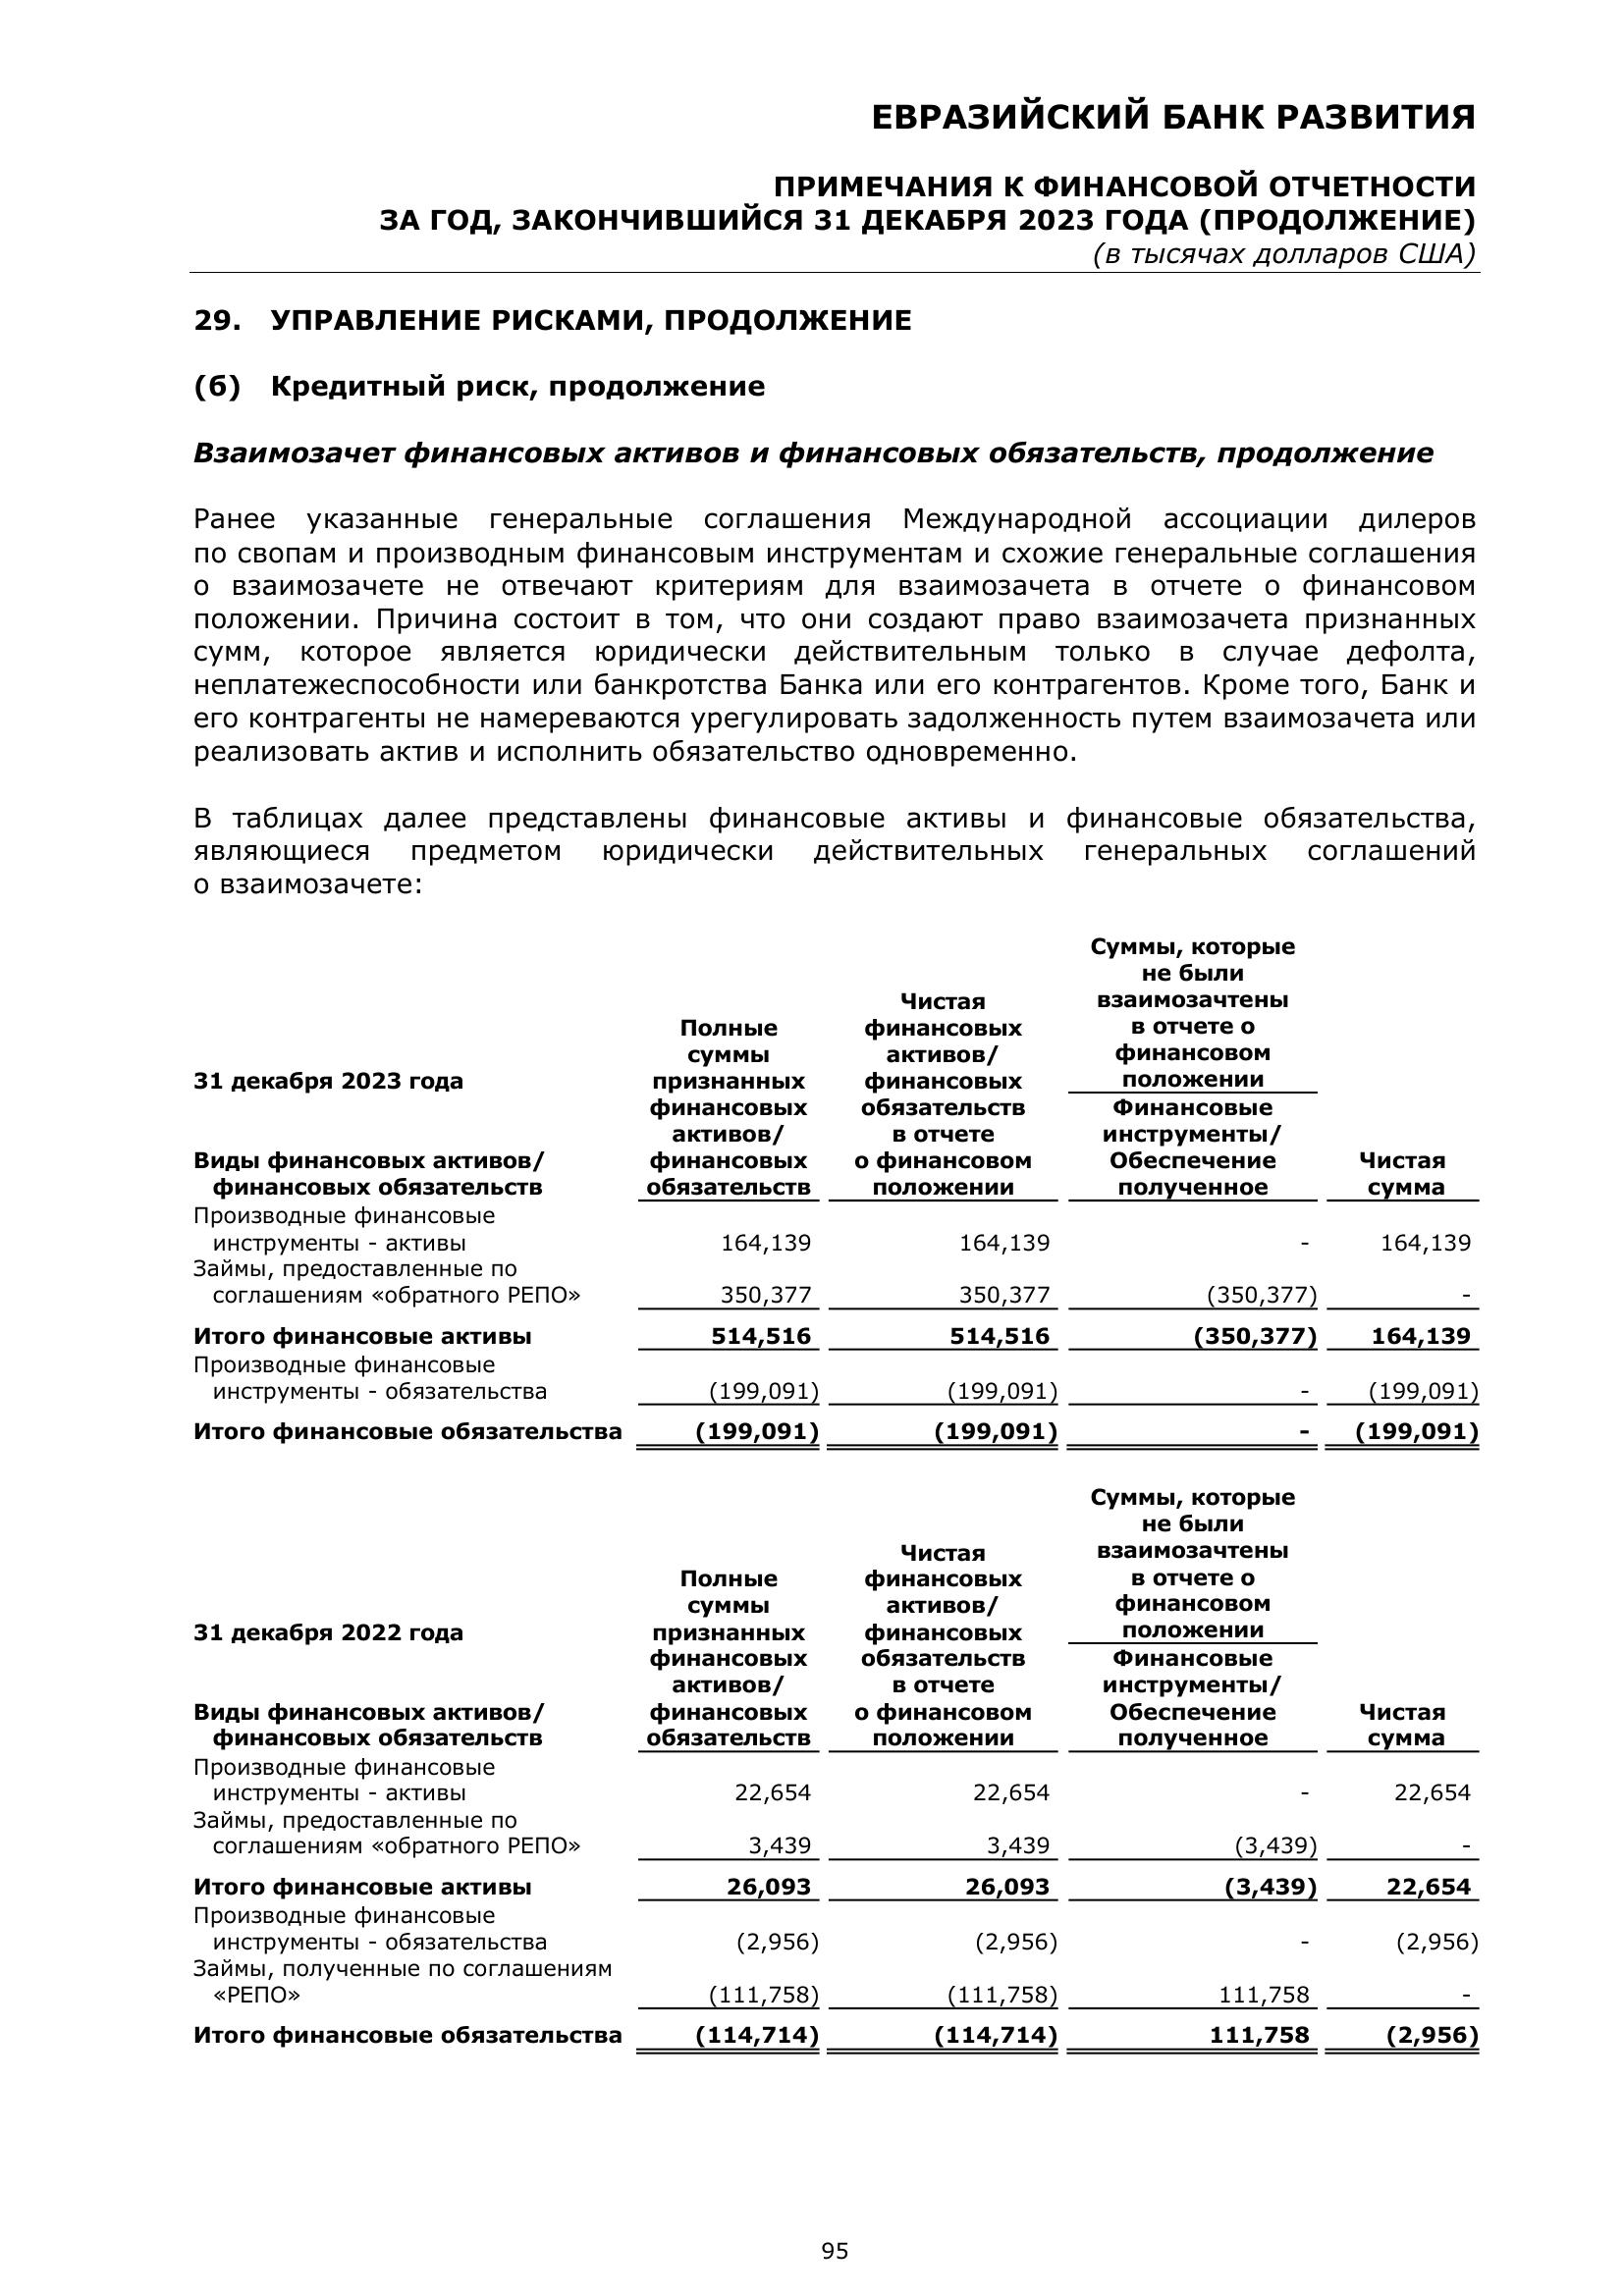 ЕВРАЗИЙСКИЙ БАНК РАЗВИТИЯ
ПРИМЕЧАНИЯ К ФИНАНСОВОЙ ОТЧЕТНОСТИ
ЗА ГОД, ЗАКОНЧИВШИЙСЯ 31 ДЕКАБРЯ 2023 ГОДА (ПРОДОЛЖЕНИЕ)
(в тысячах долларов США)
29. УПРАВЛЕНИЕ РИСКАМИ, ПРОДОЛЖЕНИЕ
(б) Кредитный риск, продолжение
Взаимозачет финансовых активов и финансовых обязательств, продолжение
Ранее указанные генеральные соглашения Международной ассоциации дилеров
по свопам и производным финансовым инструментам и схожие генеральные соглашения
о взаимозачете не отвечают критериям для взаимозачета в отчете о финансовом
положении. Причина состоит в том, что они создают право взаимозачета признанных
сумм, которое является юридически действительным только в случае дефолта,
неплатежеспособности или банкротства Банка или его контрагентов. Кроме того, Банк и
его контрагенты не намереваются урегулировать задолженность путем взаимозачета или
реализовать актив и исполнить обязательство одновременно.
В таблицах далее представлены финансовые активы и финансовые обязательства,
являющиеся предметом юридически действительных генеральных соглашений
о взаимозачете:
Суммы, которые
не были
Чистая взаимозачтены
Полные финансовых в отчете о
суммы активов/ финансовом
31 декабря 2023 года признанных финансовых положении
финансовых обязательств Финансовые
активов/ в отчете инструменты/
Виды финансовых активов/ финансовых о финансовом Обеспечение Чистая
финансовых обязательств обязательств положении полученное сумма
Производные финансовые
инструменты - активы 164,139 164,139 - 164,139
Займы, предоставленные по
соглашениям «обратного РЕПО» 350,377 350,377 (350,377) -
Итого финансовые активы 514,516 514,516 (350,377) 164,139
Производные финансовые
инструменты - обязательства (199,091) (199,091) - (199,091)
Итого финансовые обязательства (199,091) (199,091) - (199,091)
Суммы, которые
не были
Чистая взаимозачтены
Полные финансовых в отчете о
суммы активов/ финансовом
31 декабря 2022 года признанных финансовых положении
финансовых обязательств Финансовые
активов/ в отчете инструменты/
Виды финансовых активов/ финансовых о финансовом Обеспечение Чистая
финансовых обязательств обязательств положении полученное сумма
Производные финансовые
инструменты - активы 22,654 22,654 - 22,654
Займы, предоставленные по
соглашениям «обратного РЕПО» 3,439 3,439 (3,439) -
Итого финансовые активы 26,093 26,093 (3,439) 22,654
Производные финансовые
инструменты - обязательства (2,956) (2,956) - (2,956)
Займы, полученные по соглашениям
«РЕПО» (111,758) (111,758) 111,758 -
Итого финансовые обязательства (114,714) (114,714) 111,758 (2,956)
95